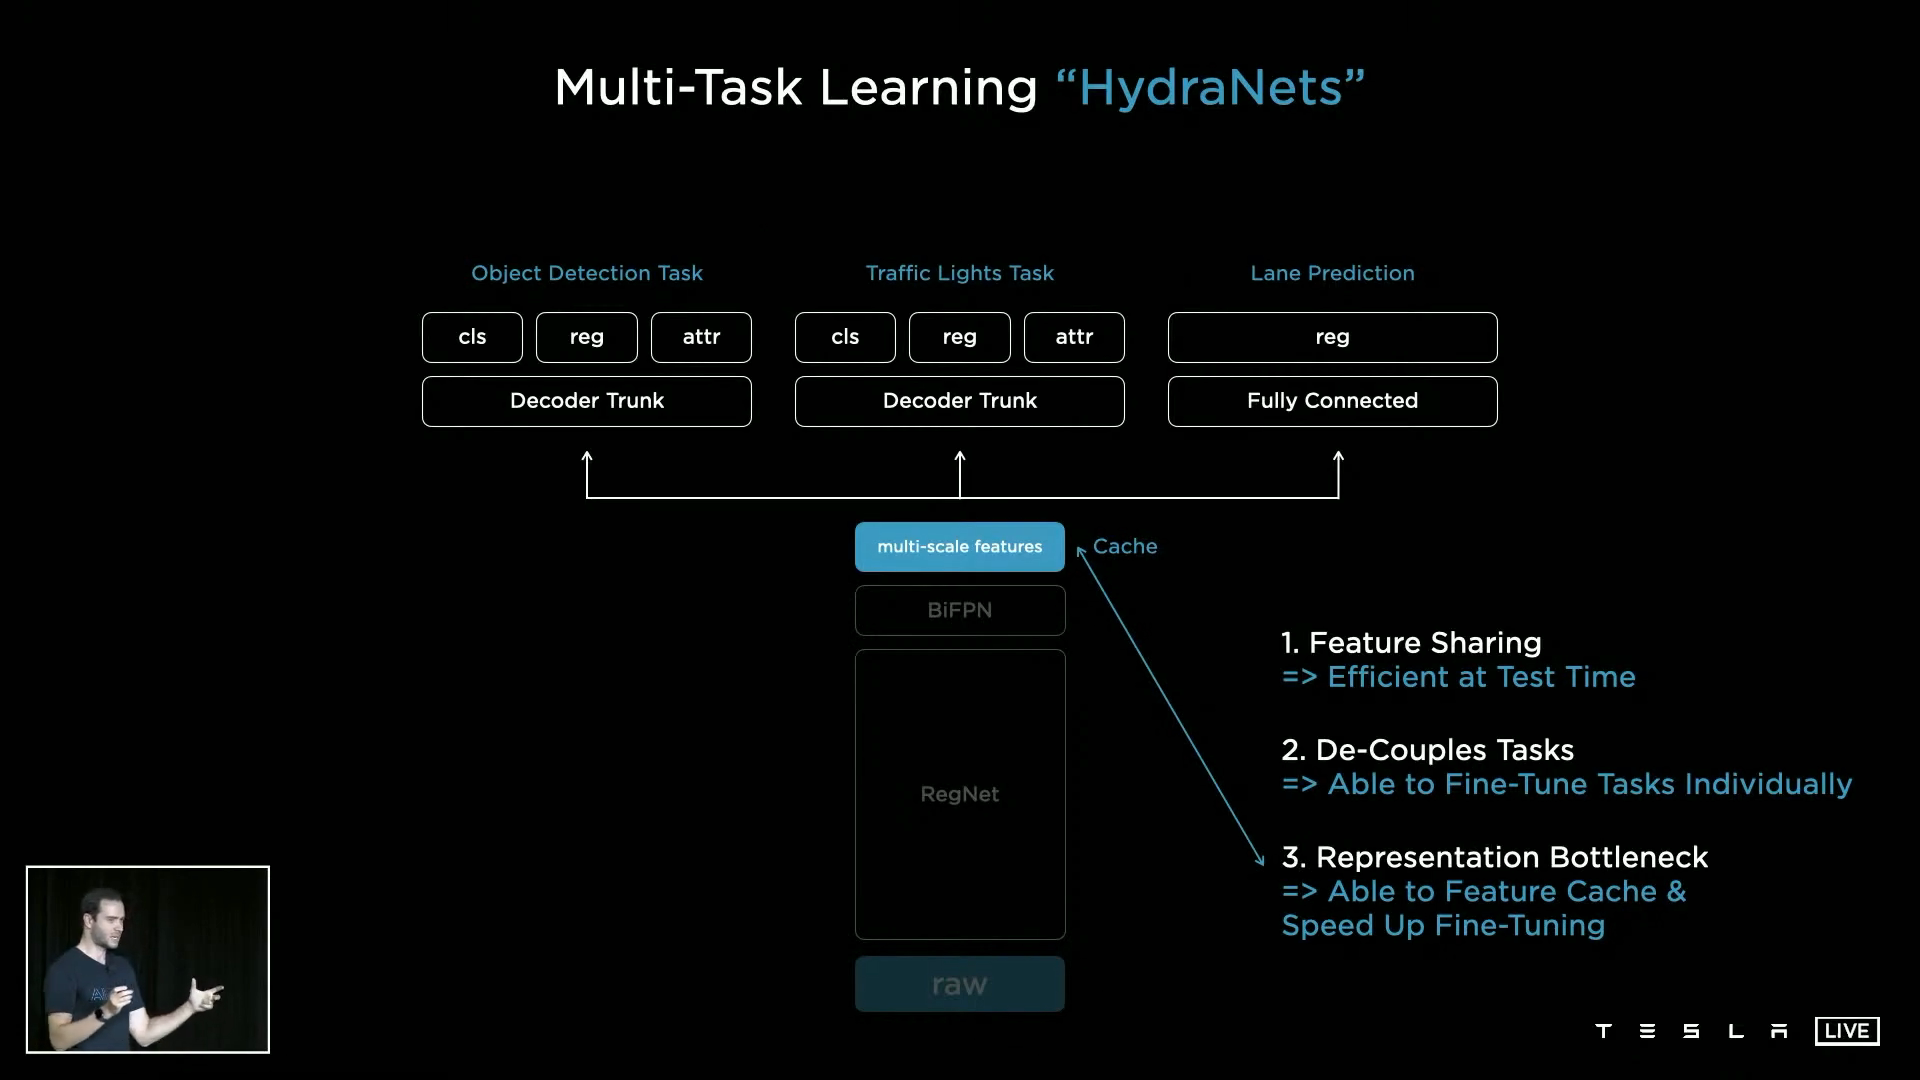 Multi-Task Learning “HydraNets”
Object Detection Task
Traffic Lights Task
Lane Prediction
cls
reg
attr
cls
reg
attr
reg
Decoder Trunk
Decoder Trunk
Fully Connected
multi-scale features
Cache
BiFPN
RegNet
raw
1. Feature Sharing
=> Efficient at Test Time
2. De-Couples Tasks
=> Able to Fine-Tune Tasks Individually
3. Representation Bottleneck
=> Able to Feature Cache &
Speed Up Fine-Tuning
TESLA LIVE